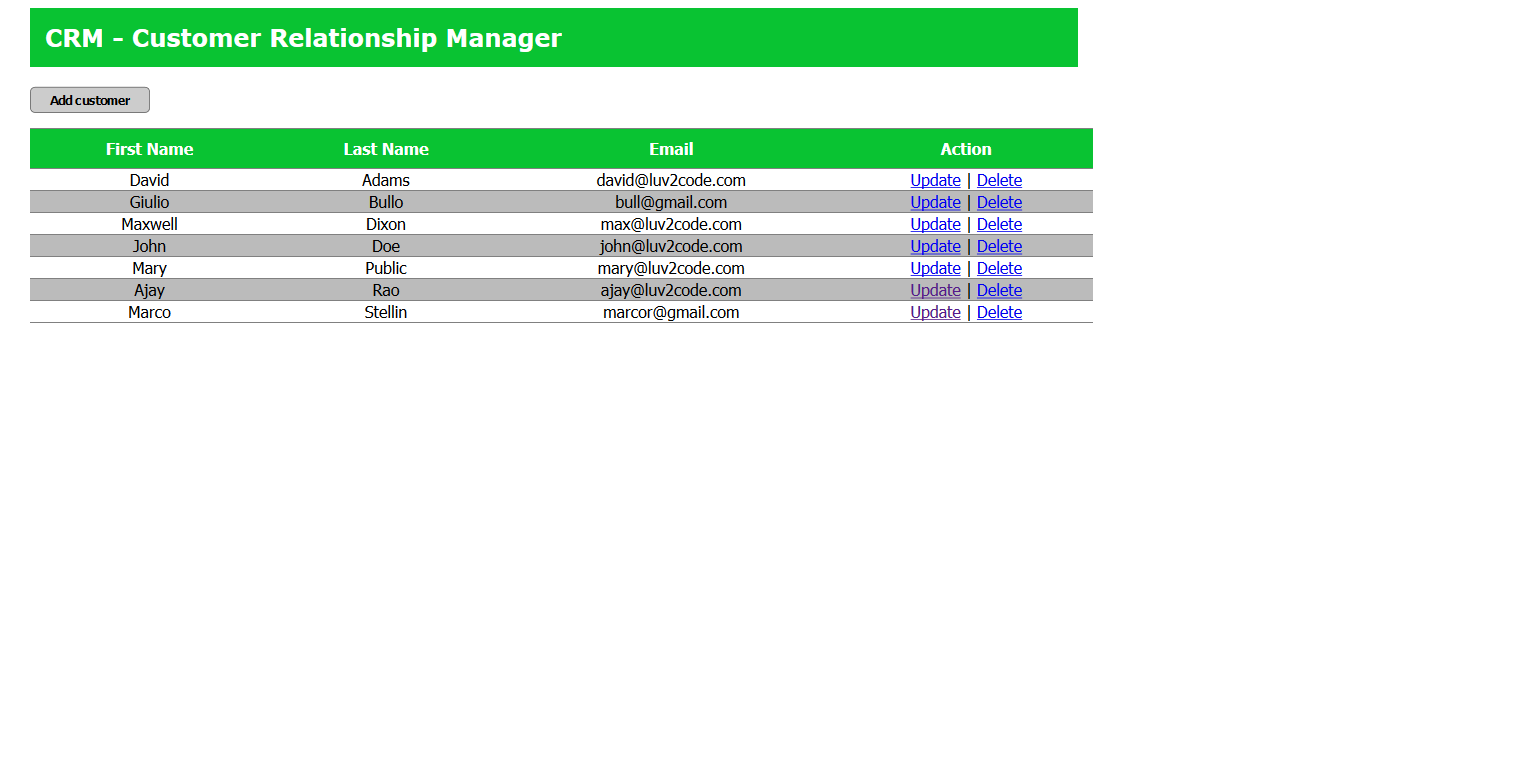 CRM - Customer Relationship Manager
Add customer
First Name Last Name Email Action
David Adams david@luv2code.com Update | Delete
Giulio Bullo bull@gmail.com Update | Delete
Maxwell Dixon max@luv2code.com Update | Delete
John Doe john@luv2code.com Update | Delete
Mary Public mary@luv2code.com Update | Delete
Ajay Rao ajay@luv2code.com Update | Delete
Marco Stellin marcor@gmail.com Update | Delete